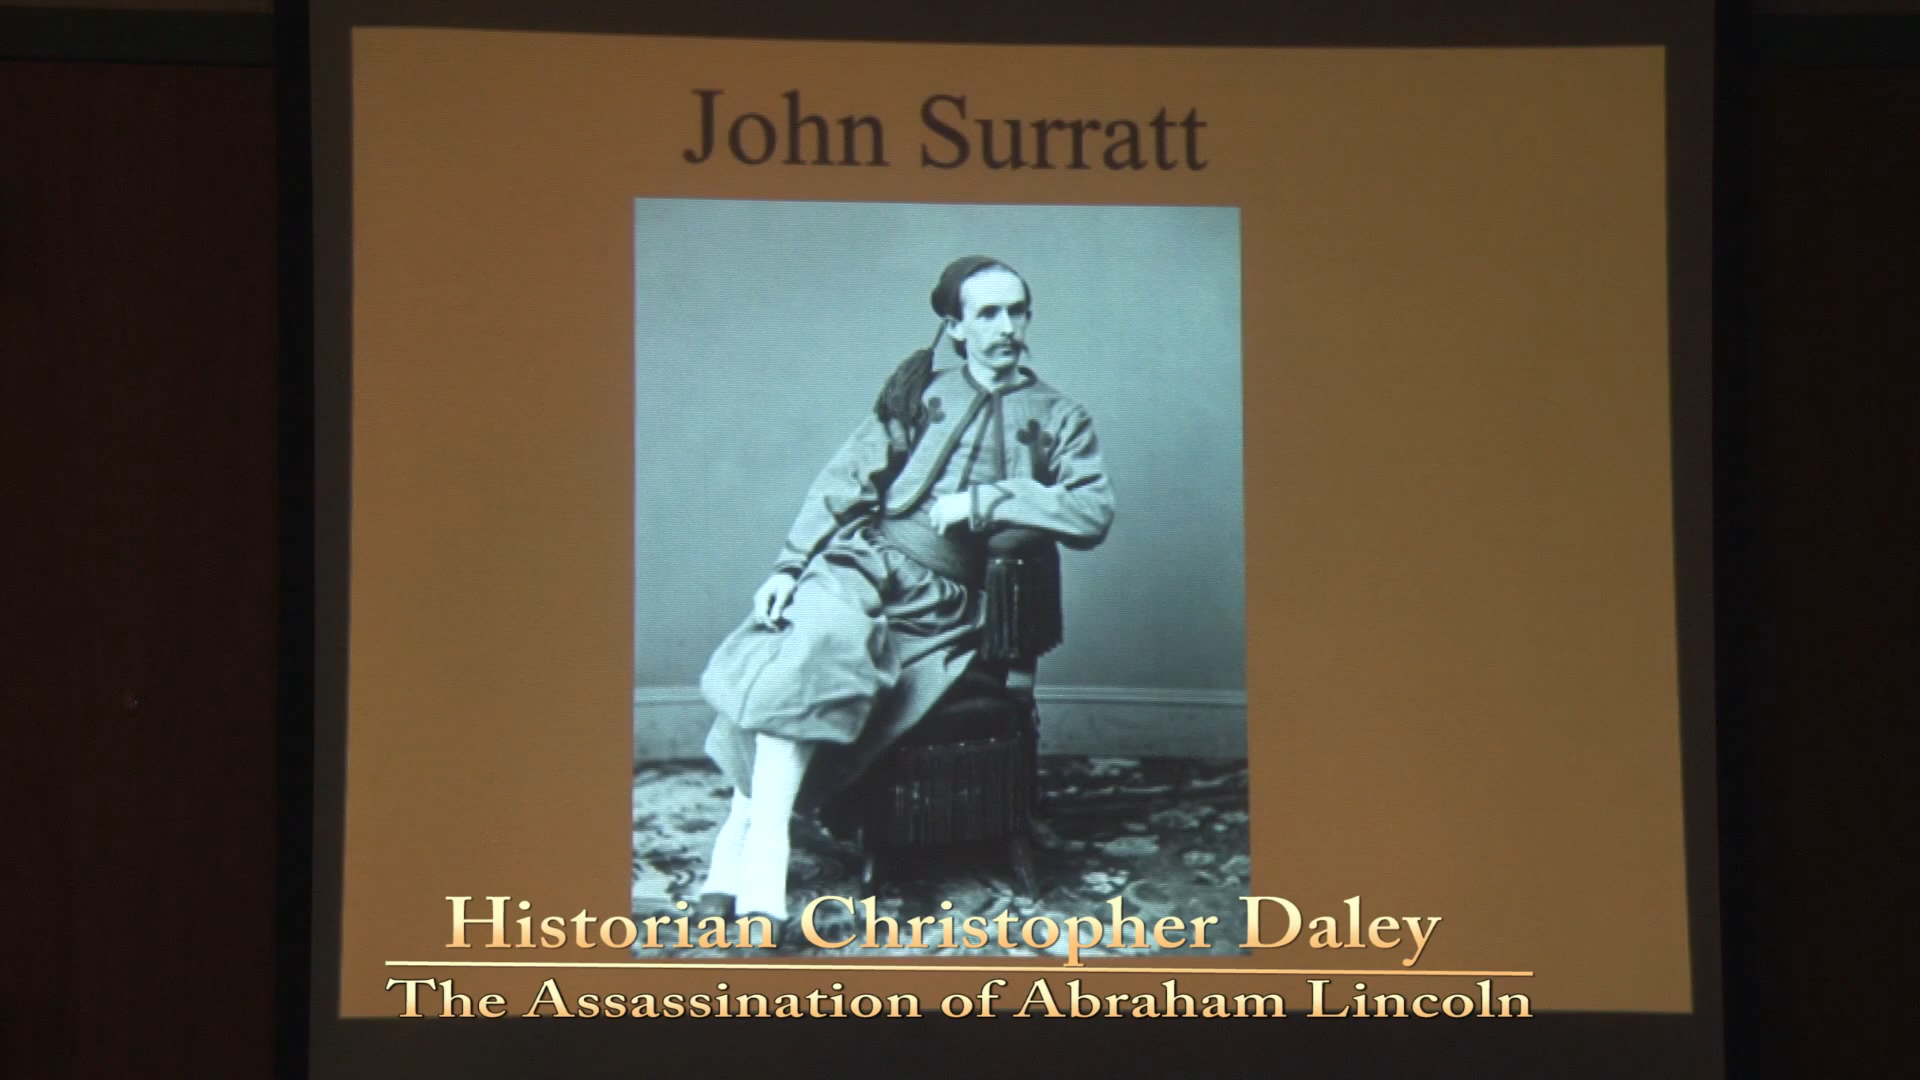 John Surratt
Historian Christopher Daley
The Assassination of Abraham Lincoln